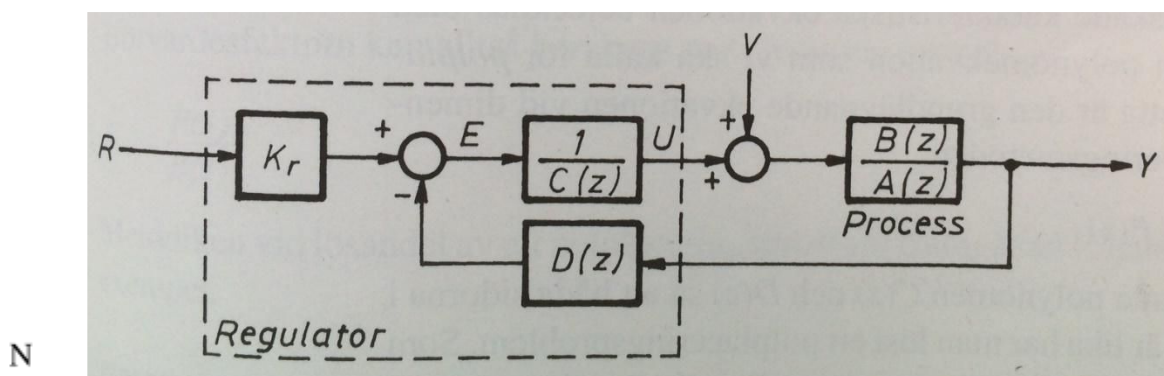 V
R
K_r
+
-
E
1
C(z)
U
+
+
B(z)
A(z)
Y
Process
D(z)
Regulator
N